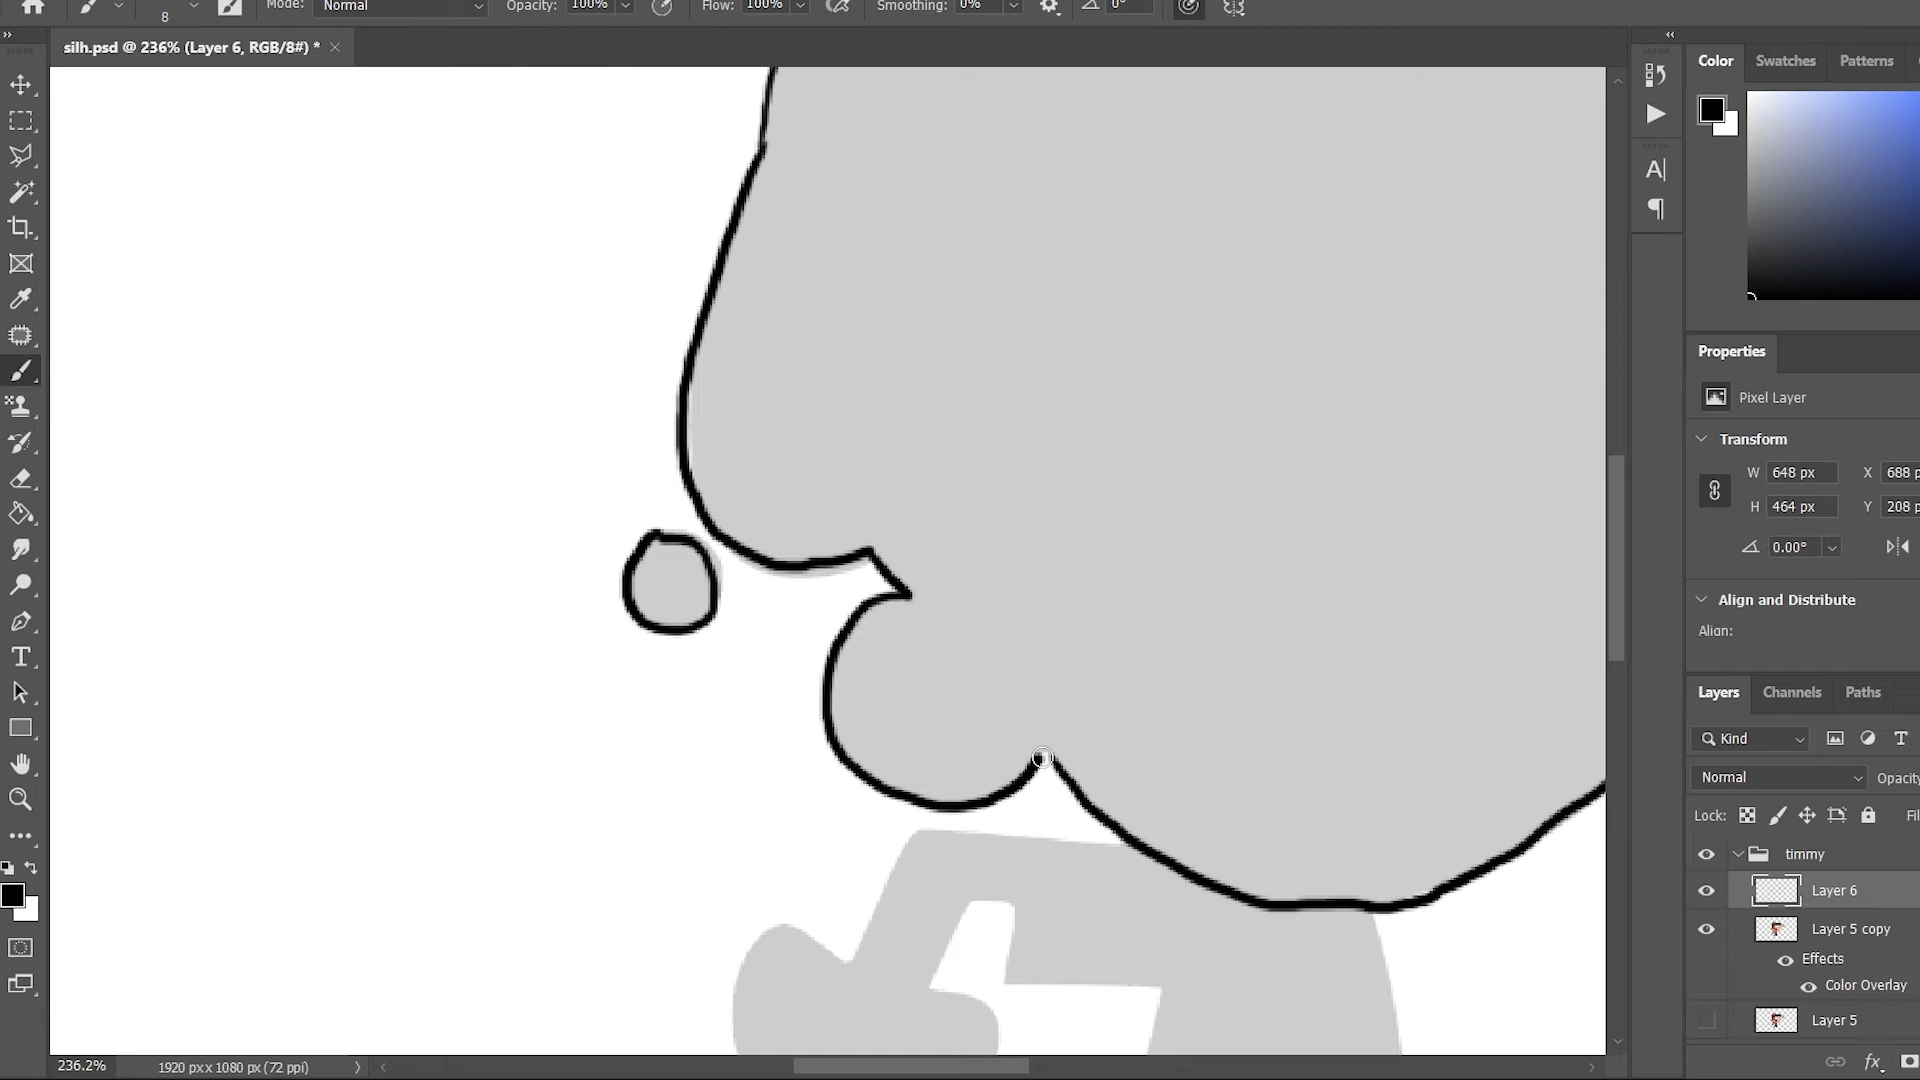 8 Mode: Normal Opacity: 100% Flow: 100% Smoothing: 0% 0°
silh.psd @ 236% (Layer 6, RGB/8#) *
Color Swatches Patterns
Properties
Pixel Layer
Transform
W 648 px X 688 p
H 464 px Y 208 p
0.00°
Align and Distribute
Align:
Layers Channels Paths
Kind
Normal Opacity
Lock: Fil
timmy
Layer 6
Layer 5 copy
Effects
Color Overlay
Layer 5
236.2% 1920 px x 1080 px (72 ppi)